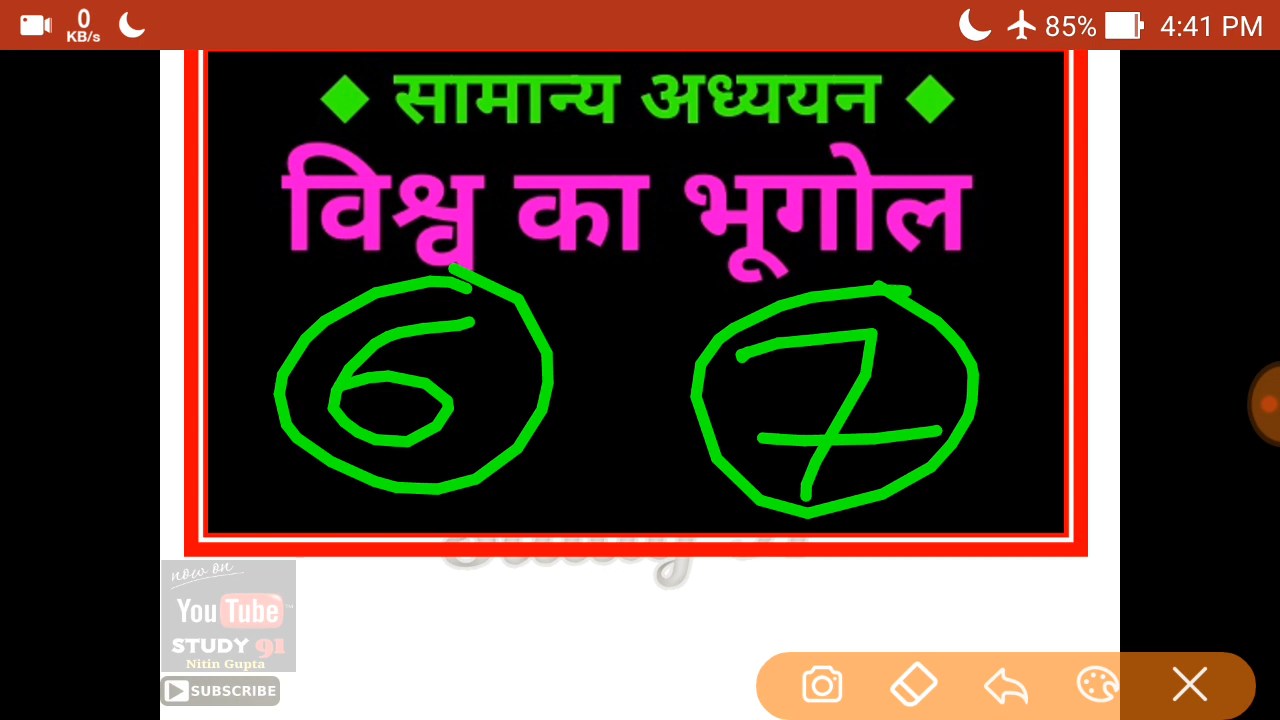 0
KB/s
85%
4:41 PM
◆ सामान्य अध्ययन ◆
विश्व का भूगोल
6 7
now on
YouTube
STUDY 91
Nitin Gupta
SUBSCRIBE